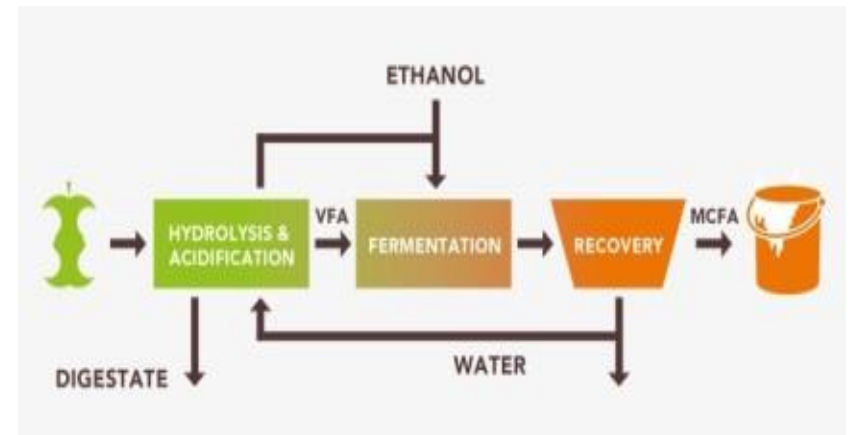 ETHANOL
HYDROLYSIS &
ACIDIFICATION
VFA
FERMENTATION
RECOVERY
MCFA
WATER
DIGESTATE